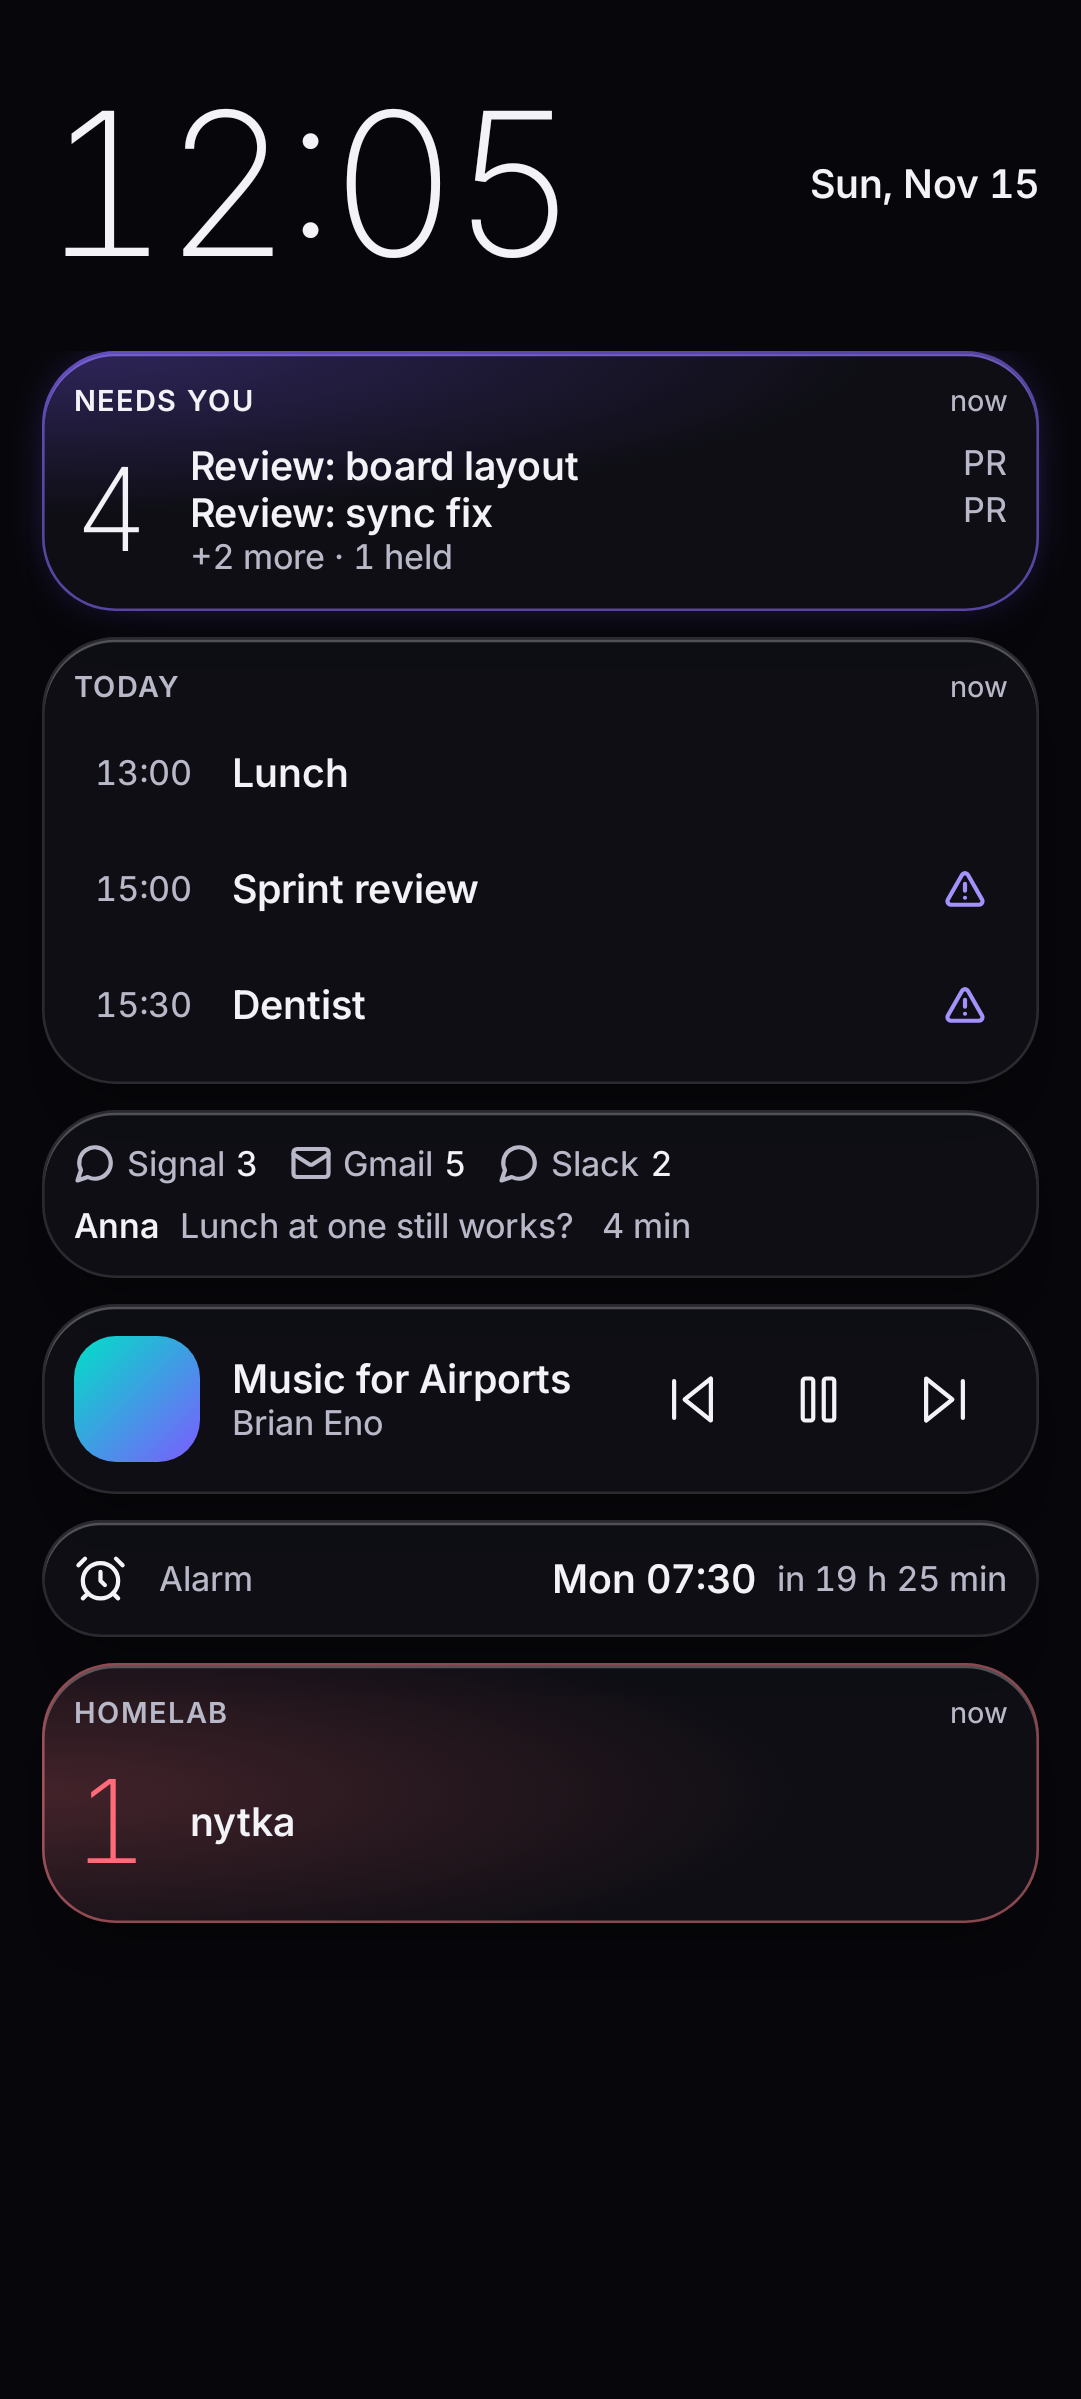 12:05
Sun, Nov 15
NEEDS YOU now
4
Review: board layout PR
Review: sync fix PR
+2 more · 1 held
TODAY now
13:00 Lunch
15:00 Sprint review
15:30 Dentist
Signal 3 Gmail 5 Slack 2
Anna Lunch at one still works? 4 min
Music for Airports
Brian Eno
Alarm Mon 07:30 in 19 h 25 min
HOMELAB now
1 nytka